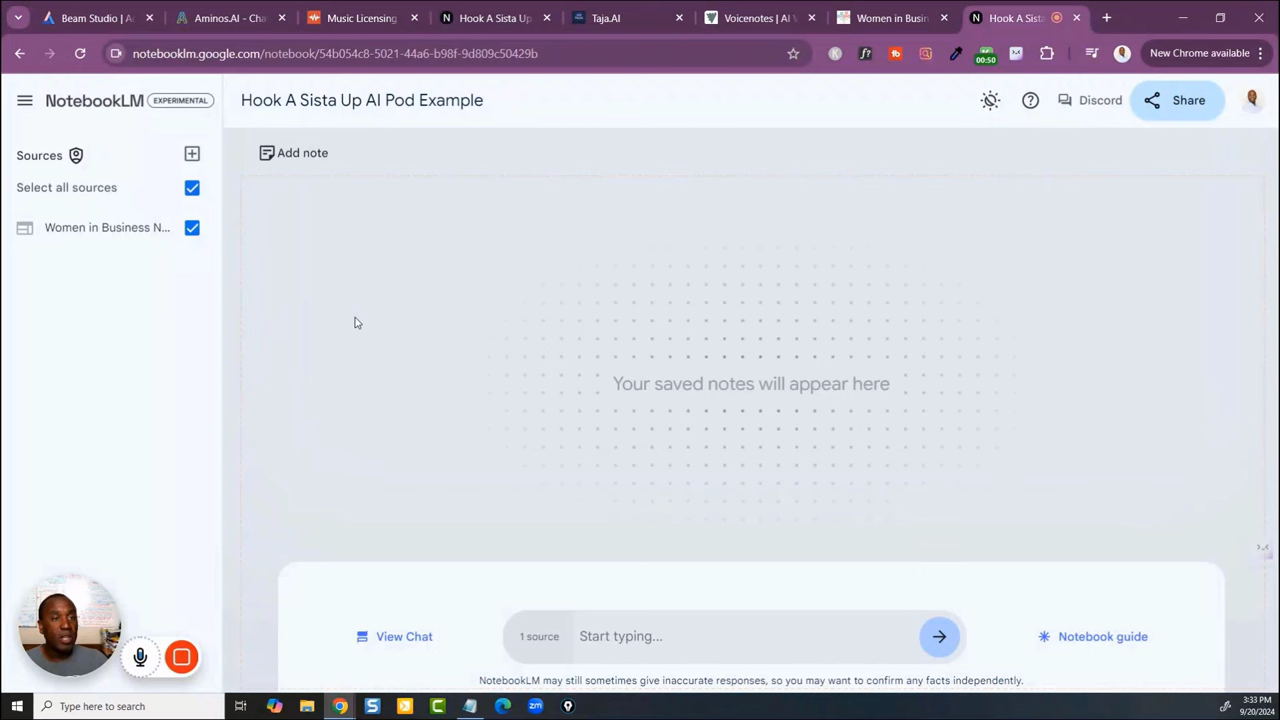 Beam Studio | A
Aminos.AI - Cha
Music Licensing
Hook A Sista Up
Taja.AI
Voicenotes | AI
Women in Busin
Hook A Sista
notebooklm.google.com/notebook/54b054c8-5021-44a6-b98f-9d809c50429b
00:50
New Chrome available
NotebookLM
EXPERIMENTAL
Hook A Sista Up AI Pod Example
Discord
Share
Sources
Add note
Select all sources
Women in Business N...
Your saved notes will appear here
View Chat
1 source
Start typing...
Notebook guide
NotebookLM may still sometimes give inaccurate responses, so you may want to confirm any facts independently.
Type here to search
3:33 PM
9/20/2024